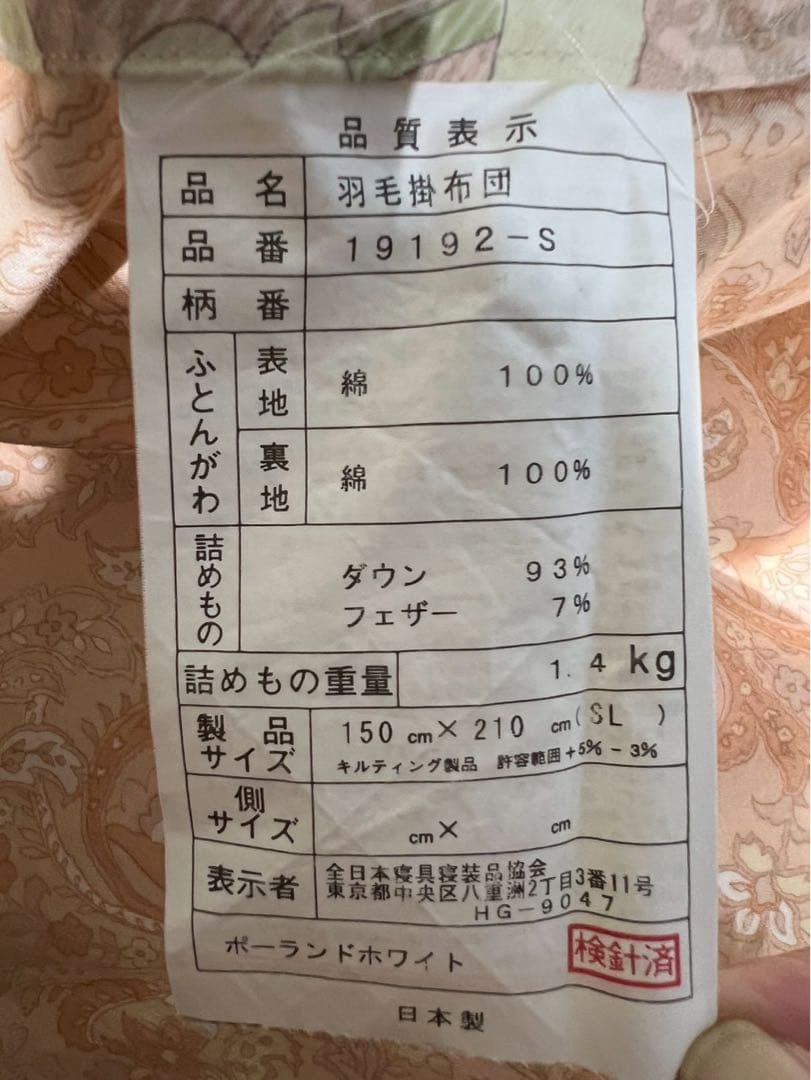 品質表示
品名 羽毛掛布団
品番 19192-S
柄番
ふとんがわ 表地 綿 100%
裏地 綿 100%
詰めもの ダウン 93%
フェザー 7%
詰めもの重量 1.4 kg
製品サイズ 150 cm × 210 cm (SL )
キルティング製品 許容範囲 +5% - 3%
側サイズ cm × cm
表示者 全日本寝具寝装品協会
東京都中央区八重洲2丁目3番11号
HG-9047
ポーランドホワイト 検針済
日本製